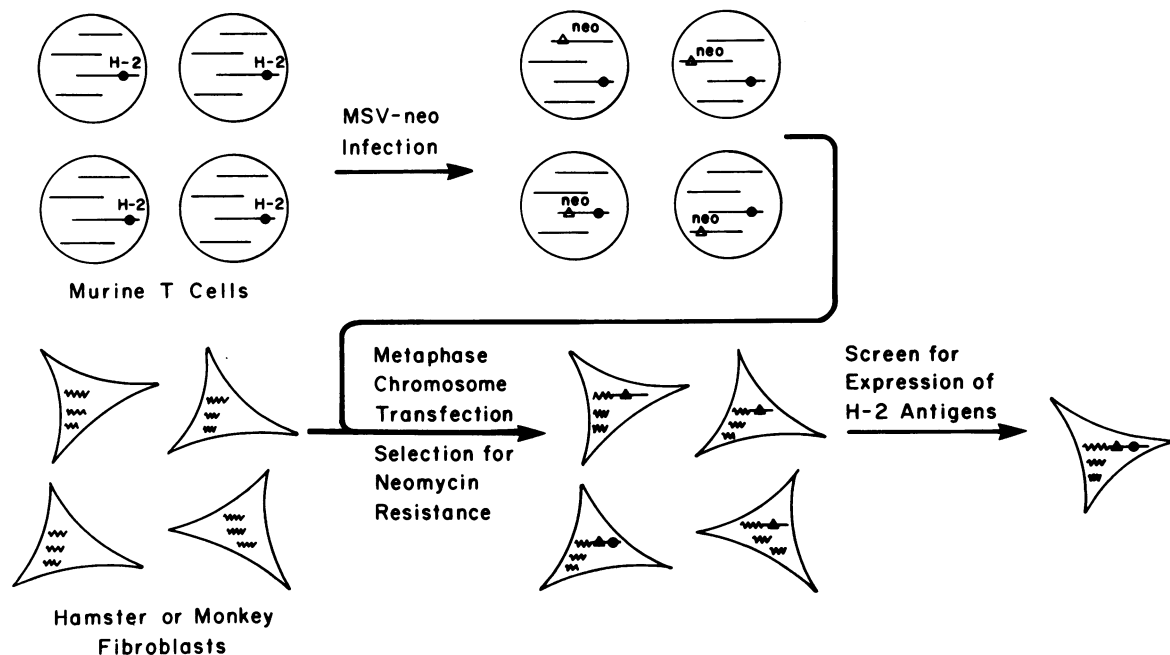 H-2
H-2
H-2
H-2
Murine T Cells
MSV-neo
Infection
neo
neo
neo
neo
Metaphase
Chromosome
Transfection
Selection for
Neomycin
Resistance
Screen for
Expression of
H-2 Antigens
Hamster or Monkey
Fibroblasts